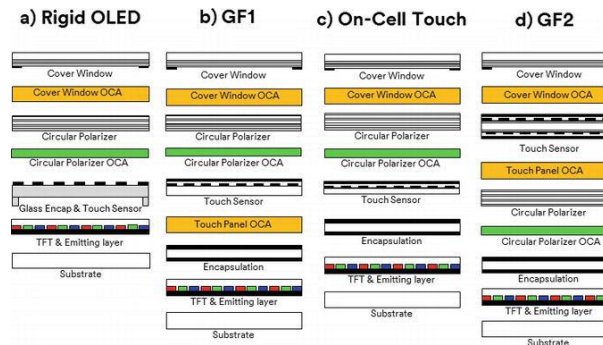 a) Rigid OLED
Cover Window
Cover Window OCA
Circular Polarizer
Circular Polarizer OCA
Glass Encap & Touch Sensor
TFT & Emitting layer
Substrate
b) GF1
Cover Window
Cover Window OCA
Circular Polarizer
Circular Polarizer OCA
Touch Sensor
Touch Panel OCA
Encapsulation
TFT & Emitting layer
Substrate
c) On-Cell Touch
Cover Window
Cover Window OCA
Circular Polarizer
Circular Polarizer OCA
Touch Sensor
Encapsulation
TFT & Emitting layer
Substrate
d) GF2
Cover Window
Cover Window OCA
Touch Sensor
Touch Panel OCA
Circular Polarizer
Circular Polarizer OCA
Encapsulation
TFT & Emitting layer
Substrate